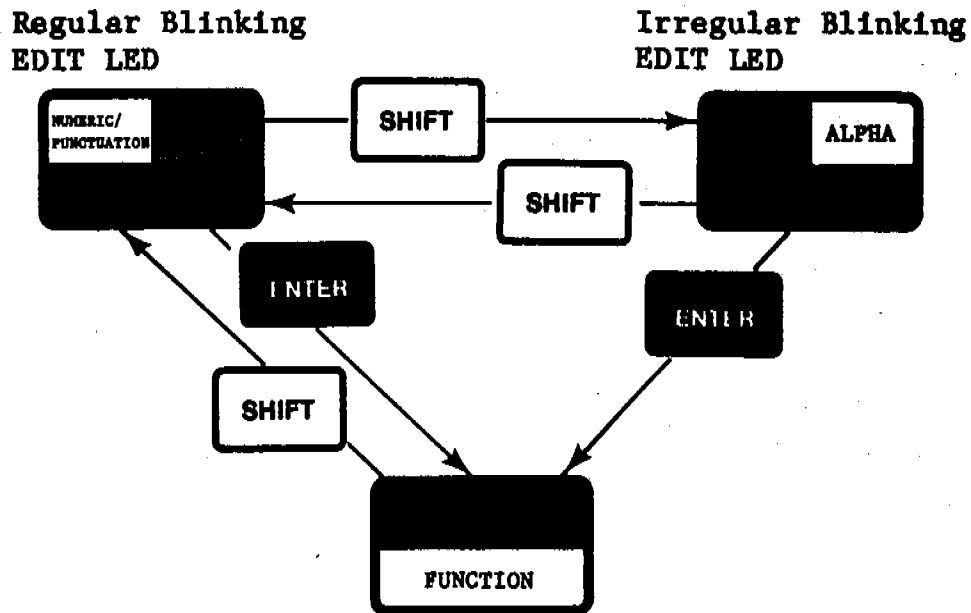 Regular Blinking
EDIT LED
Irregular Blinking
EDIT LED
NUMERIC/
PUNCTUATION
SHIFT
ALPHA
SHIFT
ENTER
ENTER
SHIFT
FUNCTION